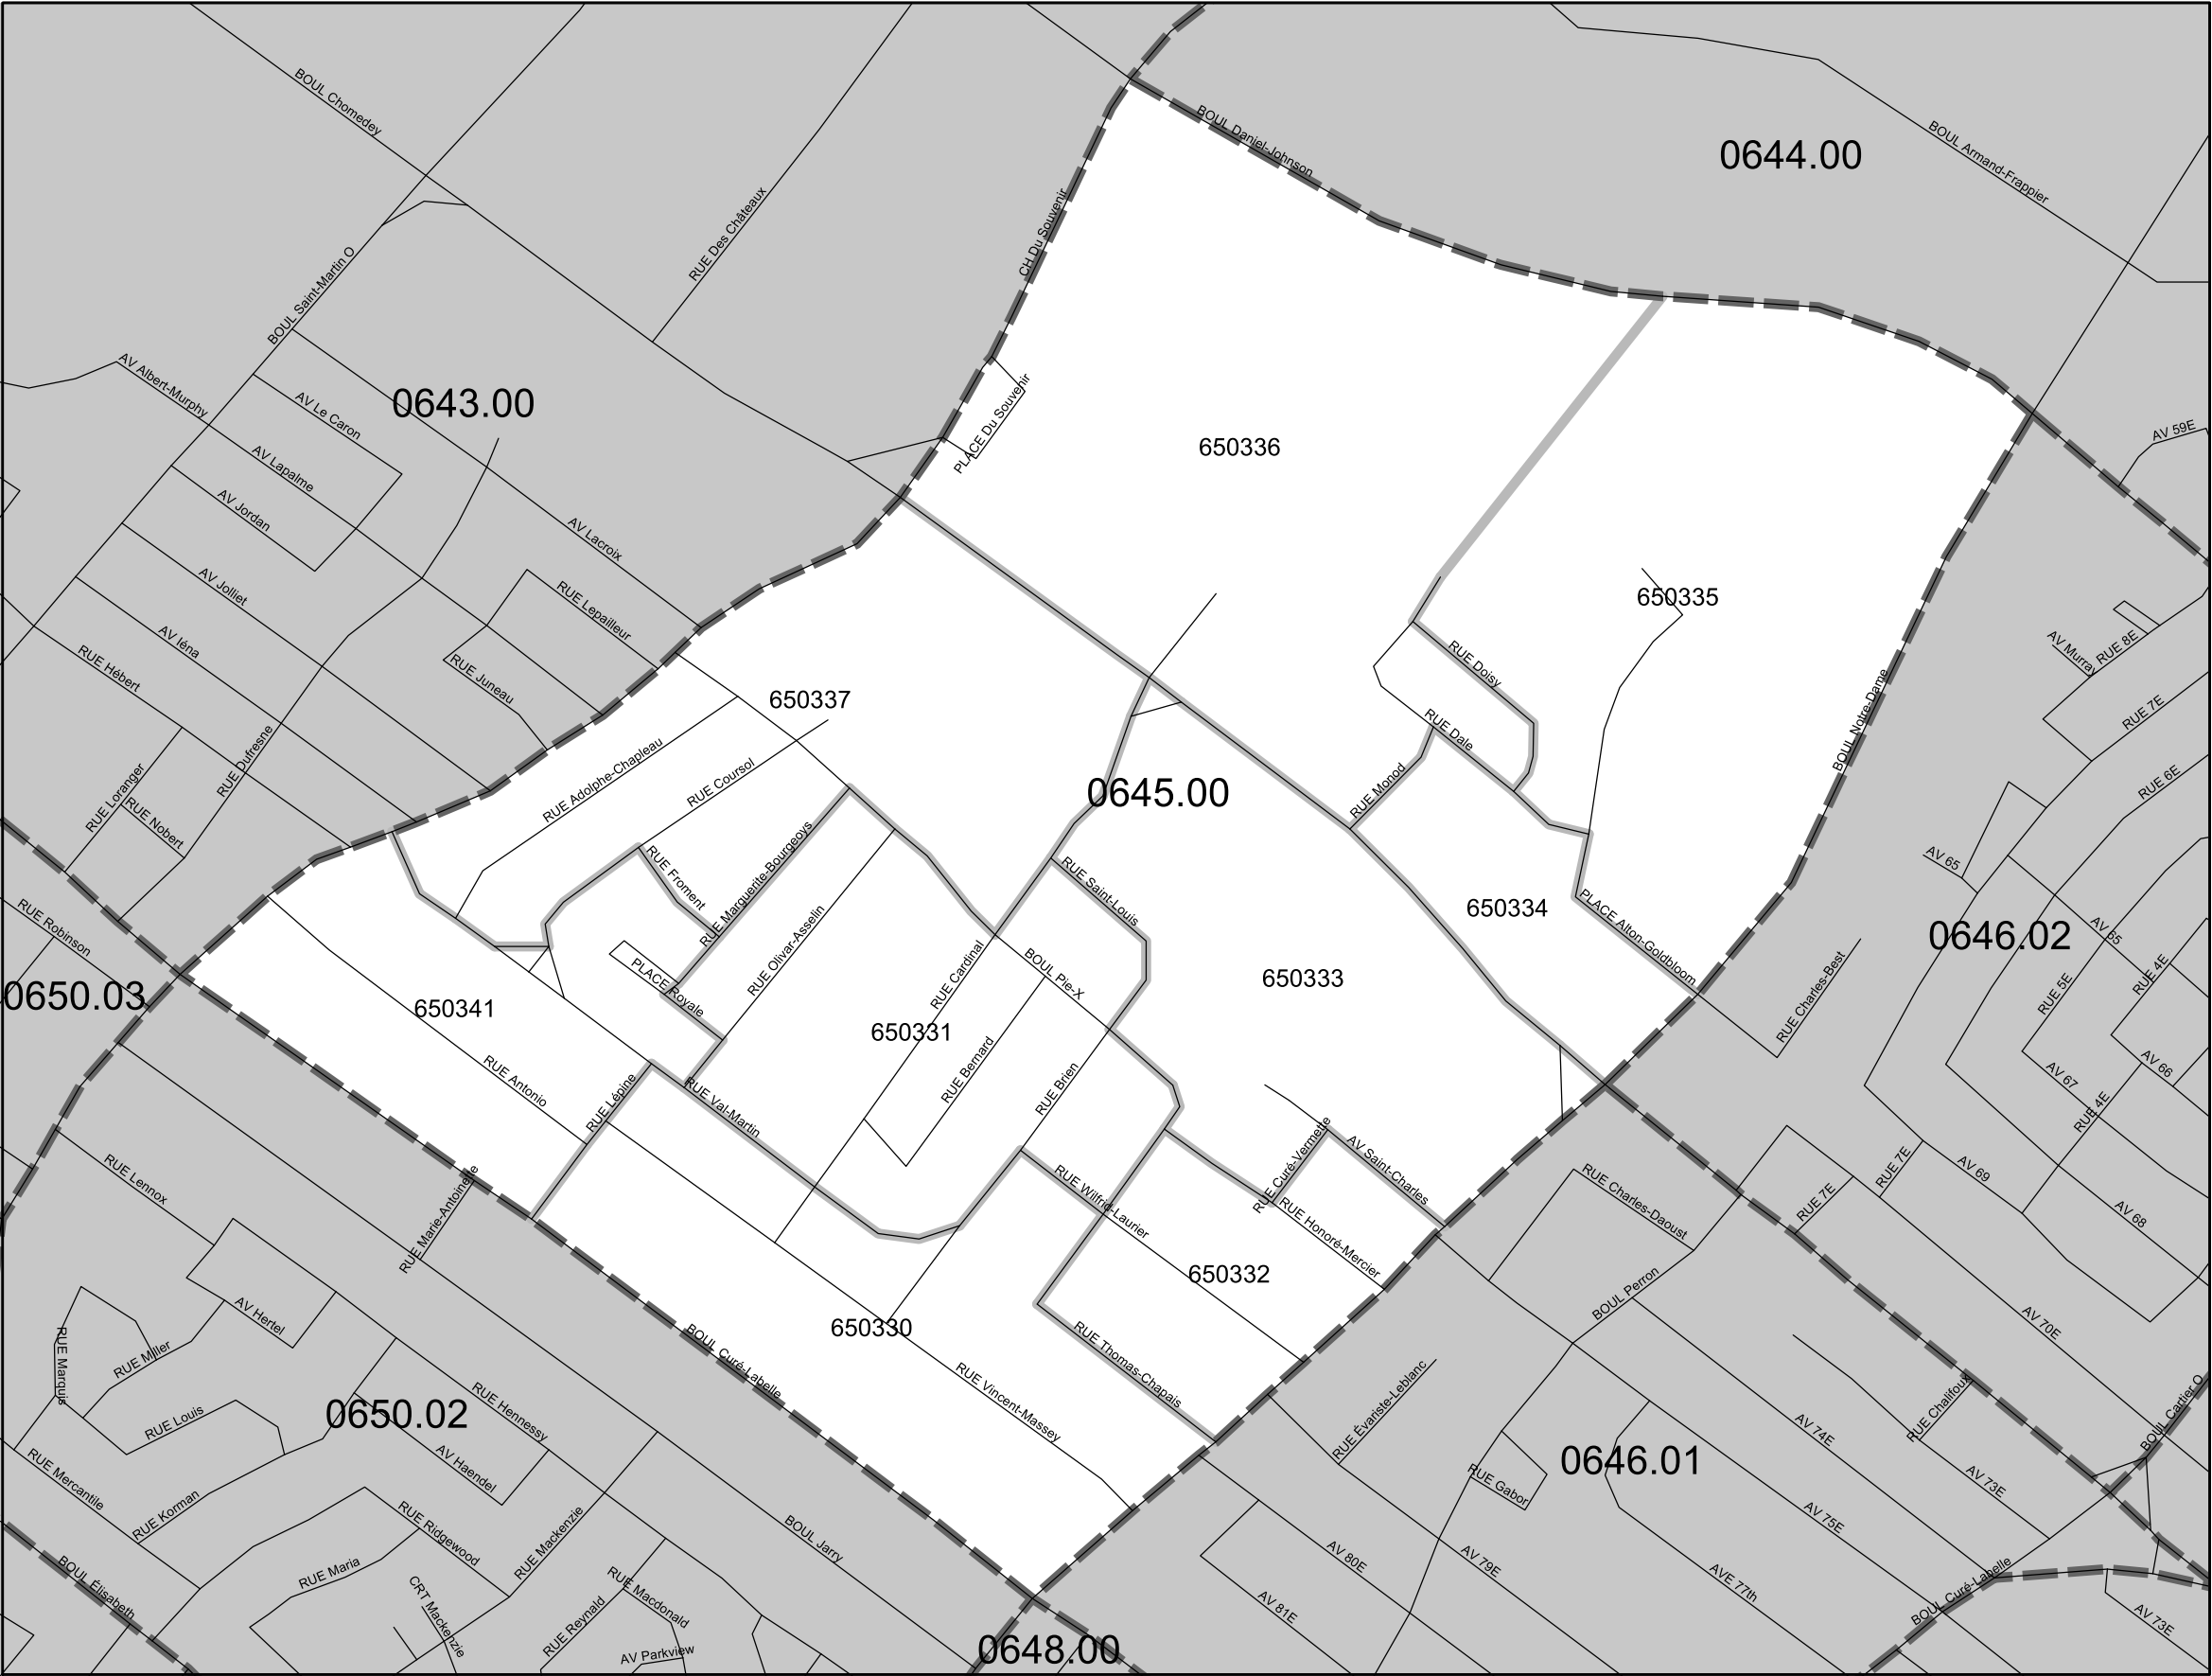 BOUL Chomedey
BOUL Daniel-Johnson
BOUL Armand-Frappier
0644.00
RUE Des Châteaux
CH Du Souvenir
BOUL Saint-Martin O
AV Albert-Murphy
AV Le Caron
0643.00
PLACE Du Souvenir
650336
AV 59E
AV Lapalme
AV Jordan
AV Lacroix
AV Jolliet
RUE Lepailleur
650335
AV Iéna
RUE Hébert
RUE Juneau
RUE Doisy
AV Murray
RUE 8E
650337
RUE Dufresne
RUE Dale
BOUL Notre-Dame
RUE 7E
RUE Adolphe-Chapleau
RUE Coursol
0645.00
RUE Monod
RUE 6E
RUE Loranger
RUE Nobert
RUE Froment
RUE Marguerite-Bourgeoys
RUE Saint-Louis
AV 65
650334
PLACE Alton-Goldbloom
0646.02
AV 65
RUE Robinson
RUE Olivar-Asselin
RUE Cardinal
BOUL Pie-X
650333
RUE Charles-Best
RUE 5E
RUE 4E
0650.03
650341
PLACE Royale
650331
RUE Antonio
RUE Lépine
RUE Val-Martin
RUE Bernard
RUE Brien
AV 66
AV 67
RUE 4E
RUE Lennox
RUE Marie-Antoinette
RUE Wilfrid-Laurier
RUE Curé-Vermette
AV Saint-Charles
RUE Honoré-Mercier
RUE Charles-Daoust
RUE 7E
RUE 7E
AV 69
AV 68
650332
650330
BOUL Perron
AV 70E
RUE Marquis
RUE Miller
AV Hertel
BOUL Curé-Labelle
RUE Thomas-Chapais
RUE Vincent-Massey
RUE Évariste-Leblanc
RUE Chalifoux
BOUL Cartier O
0650.02
RUE Louis
RUE Hennessy
AV Haendel
AV 74E
0646.01
RUE Gabor
AV 73E
RUE Mercantile
RUE Korman
RUE Ridgewood
RUE Mackenzie
BOUL Jarry
AV 75E
AV 80E
AV 79E
AVE 77th
BOUL Élisabeth
RUE Maria
CRT Mackenzie
RUE Reynald
RUE Macdonald
AV Parkview
AV 81E
BOUL Curé-Labelle
AV 73E
0648.00